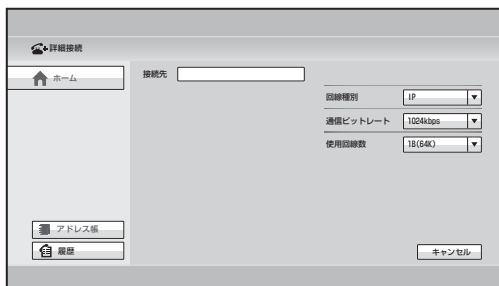 詳細接続
ホーム
接続先
回線種別 IP
通信ビットレート 1024kbps
使用回線数 1B(64K)
アドレス帳
履歴
キャンセル